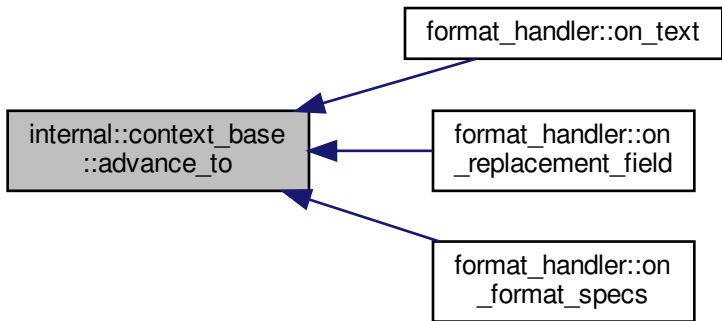 format_handler::on_text
internal::context_base
::advance_to
format_handler::on
_replacement_field
format_handler::on
_format_specs